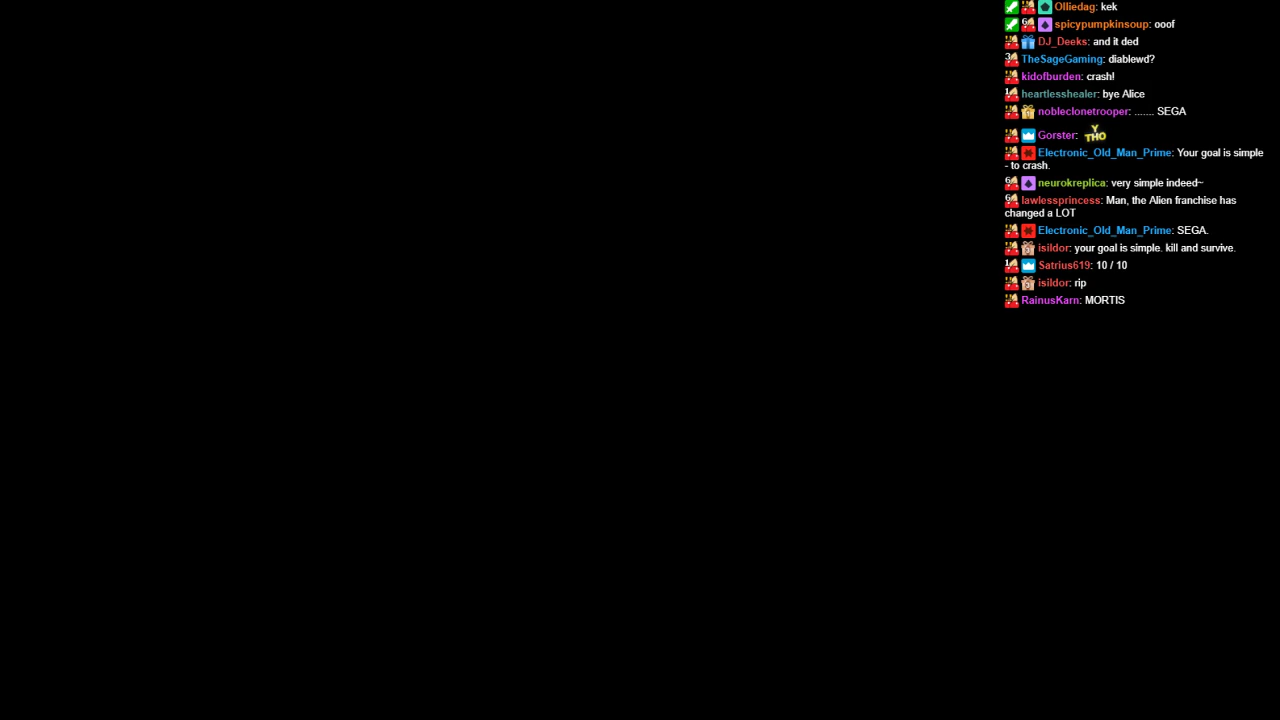 Olliedag: kek
spicypumpkinsoup: ooof
DJ_Deeks: and it ded
TheSageGaming: diablewd?
kidofburden: crash!
heartlesshealer: bye Alice
nobleclonetrooper: ....... SEGA
Gorster: Y THO
Electronic_Old_Man_Prime: Your goal is simple
- to crash.
neurokreplica: very simple indeed~
lawlessprincess: Man, the Alien franchise has
changed a LOT
Electronic_Old_Man_Prime: SEGA.
isildor: your goal is simple. kill and survive.
Satrius619: 10 / 10
isildor: rip
RainusKarn: MORTIS